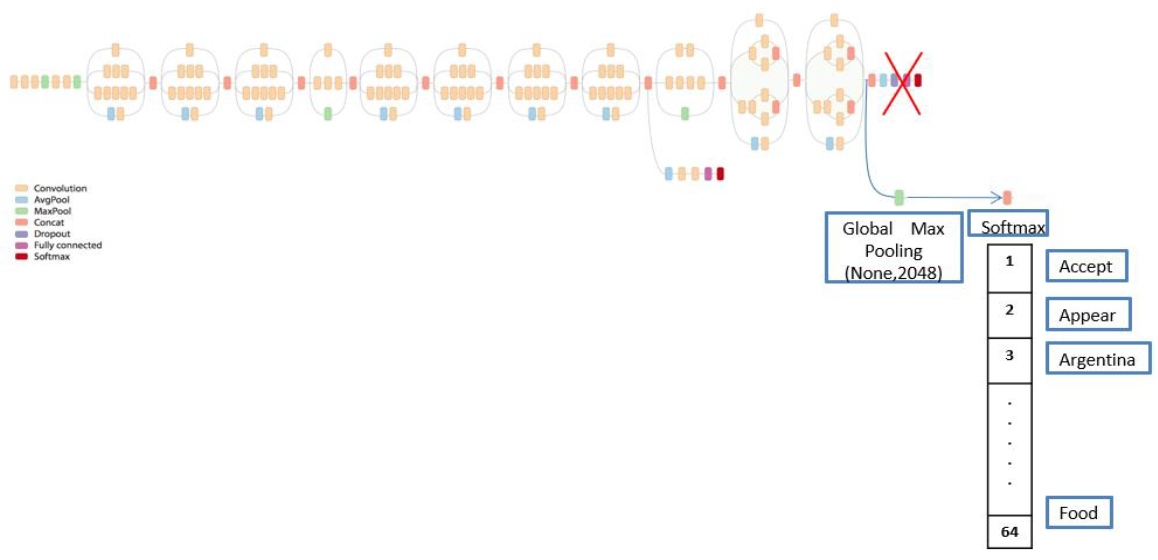 Convolution
AvgPool
MaxPool
Concat
Dropout
Fully connected
Softmax
Global Max
Pooling
(None,2048)
Softmax
1
Accept
2
Appear
3
Argentina
.
.
.
.
.
Food
64